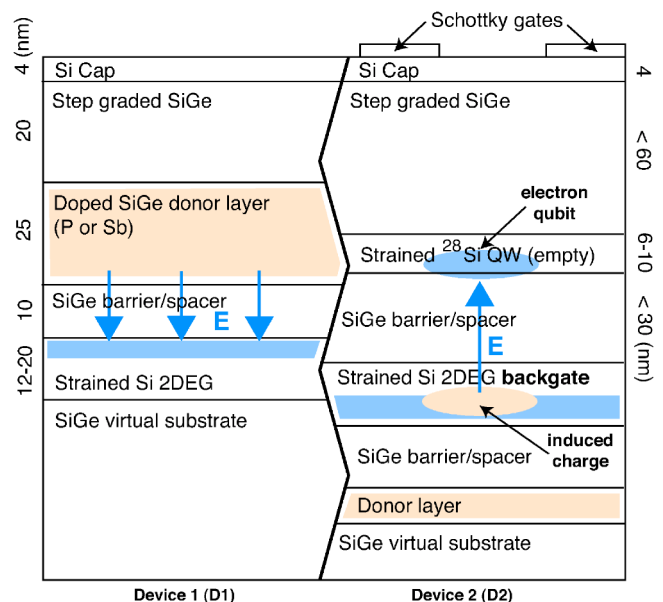 Schottky gates
4 (nm)
Si Cap
Step graded SiGe
20
Doped SiGe donor layer
(P or Sb)
25
SiGe barrier/spacer
10
E
12-20
Strained Si 2DEG
SiGe virtual substrate
Device 1 (D1)
Si Cap
4
Step graded SiGe
< 60
electron
qubit
Strained 28Si QW (empty)
6-10
SiGe barrier/spacer
< 30 (nm)
E
Strained Si 2DEG backgate
induced
charge
SiGe barrier/spacer
Donor layer
SiGe virtual substrate
Device 2 (D2)